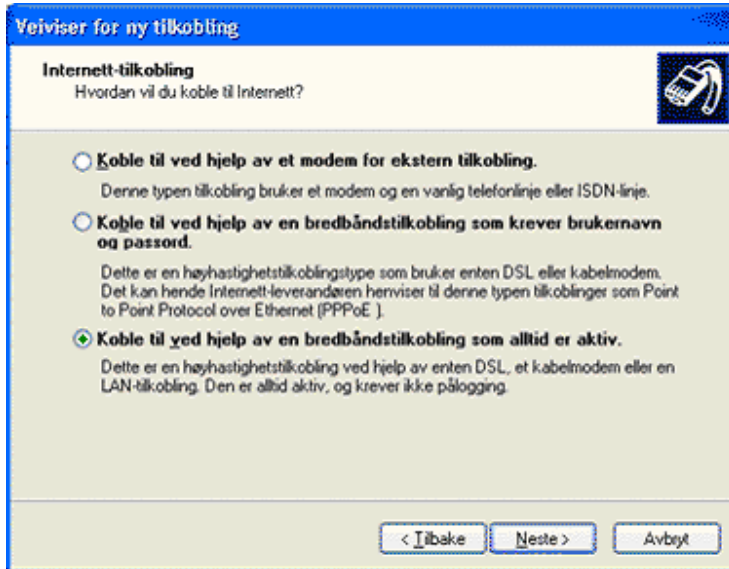 Veiviser for ny tilkobling
Internett-tilkobling
Hvordan vil du koble til Internett?
Koble til ved hjelp av et modem for ekstern tilkobling.
Denne typen tilkobling bruker et modem og en vanlig telefonlinje eller ISDN-linje.
Koble til ved hjelp av en bredbåndstilkobling som krever brukernavn
og passord.
Dette er en høyhastighetstilkoblingstype som bruker enten DSL eller kabelmodem.
Det kan hende Internett-leverandøren henviser til denne typen tilkoblinger som Point
to Point Protocol over Ethernet (PPPoE ).
Koble til ved hjelp av en bredbåndstilkobling som alltid er aktiv.
Dette er en høyhastighetstilkobling ved hjelp av enten DSL, et kabelmodem eller en
LAN-tilkobling. Den er alltid aktiv, og krever ikke pålogging.
< Tilbake Neste > Avbryt